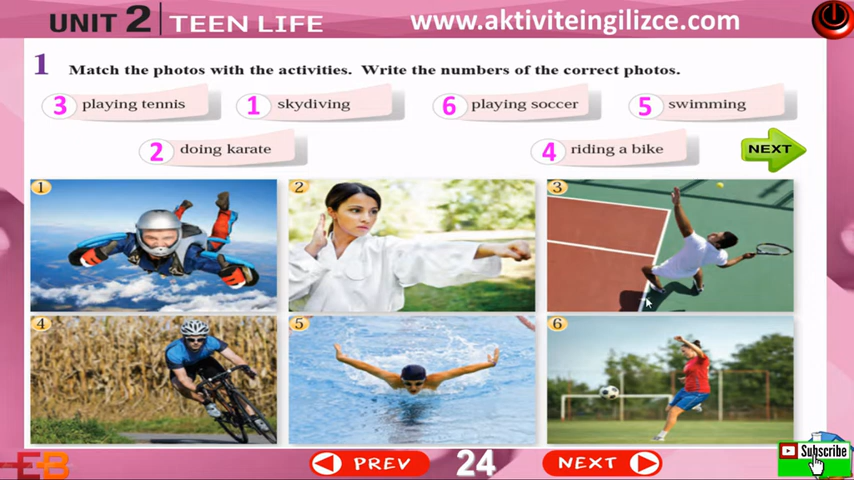 UNIT 2 TEEN LIFE
www.aktiviteingilizce.com
1 Match the photos with the activities. Write the numbers of the correct photos.
3 playing tennis 1 skydiving 6 playing soccer 5 swimming
2 doing karate 4 riding a bike NEXT
1 2 3
4 5 6
PREV 24 NEXT
Subscribe
EB